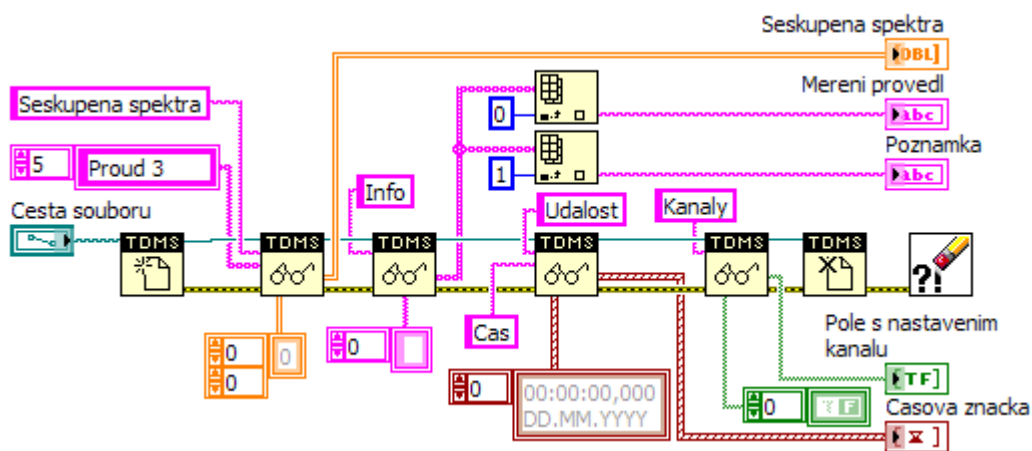 Seskupena spektra
DBL]
Mereni provedl
abc
Poznamka
abc
Seskupena spektra
0
1
5
Proud 3
Info
Udalost
Kanaly
Cesta souboru
TDMS
TDMS
TDMS
TDMS
TDMS
TDMS
?!
Cas
0
0
0
0
0
00:00:00,000
DD.MM.YYYY
0
F
Pole s nastavenim
kanalu
TF]
Casova znacka